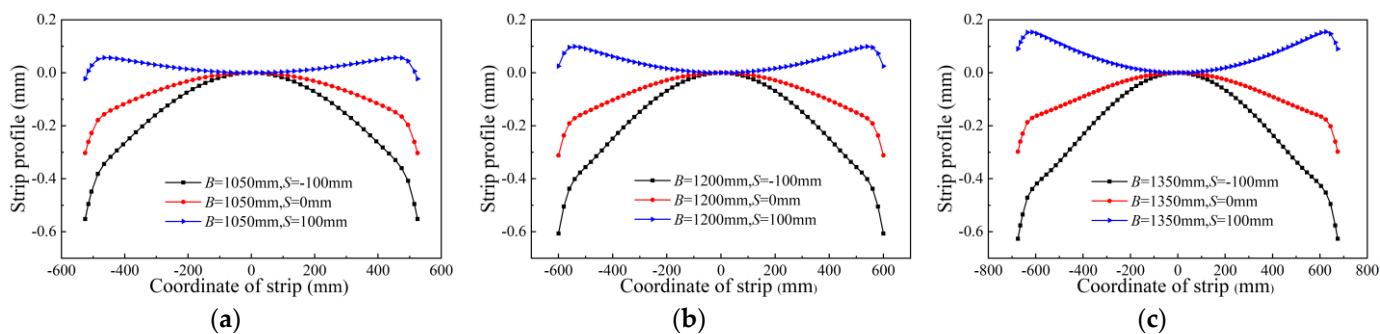 0.2
0.0
-0.2
-0.4
-0.6
Strip profile (mm)
B=1050mm,S=-100mm
B=1050mm,S=0mm
B=1050mm,S=100mm
-600 -400 -200 0 200 400 600
Coordinate of strip (mm)
(a)
0.2
0.0
-0.2
-0.4
-0.6
Strip profile (mm)
B=1200mm,S=-100mm
B=1200mm,S=0mm
B=1200mm,S=100mm
-600 -400 -200 0 200 400 600
Coordinate of strip (mm)
(b)
0.2
0.0
-0.2
-0.4
-0.6
Strip profile (mm)
B=1350mm,S=-100mm
B=1350mm,S=0mm
B=1350mm,S=100mm
-800 -600 -400 -200 0 200 400 600 800
Coordinate of strip (mm)
(c)